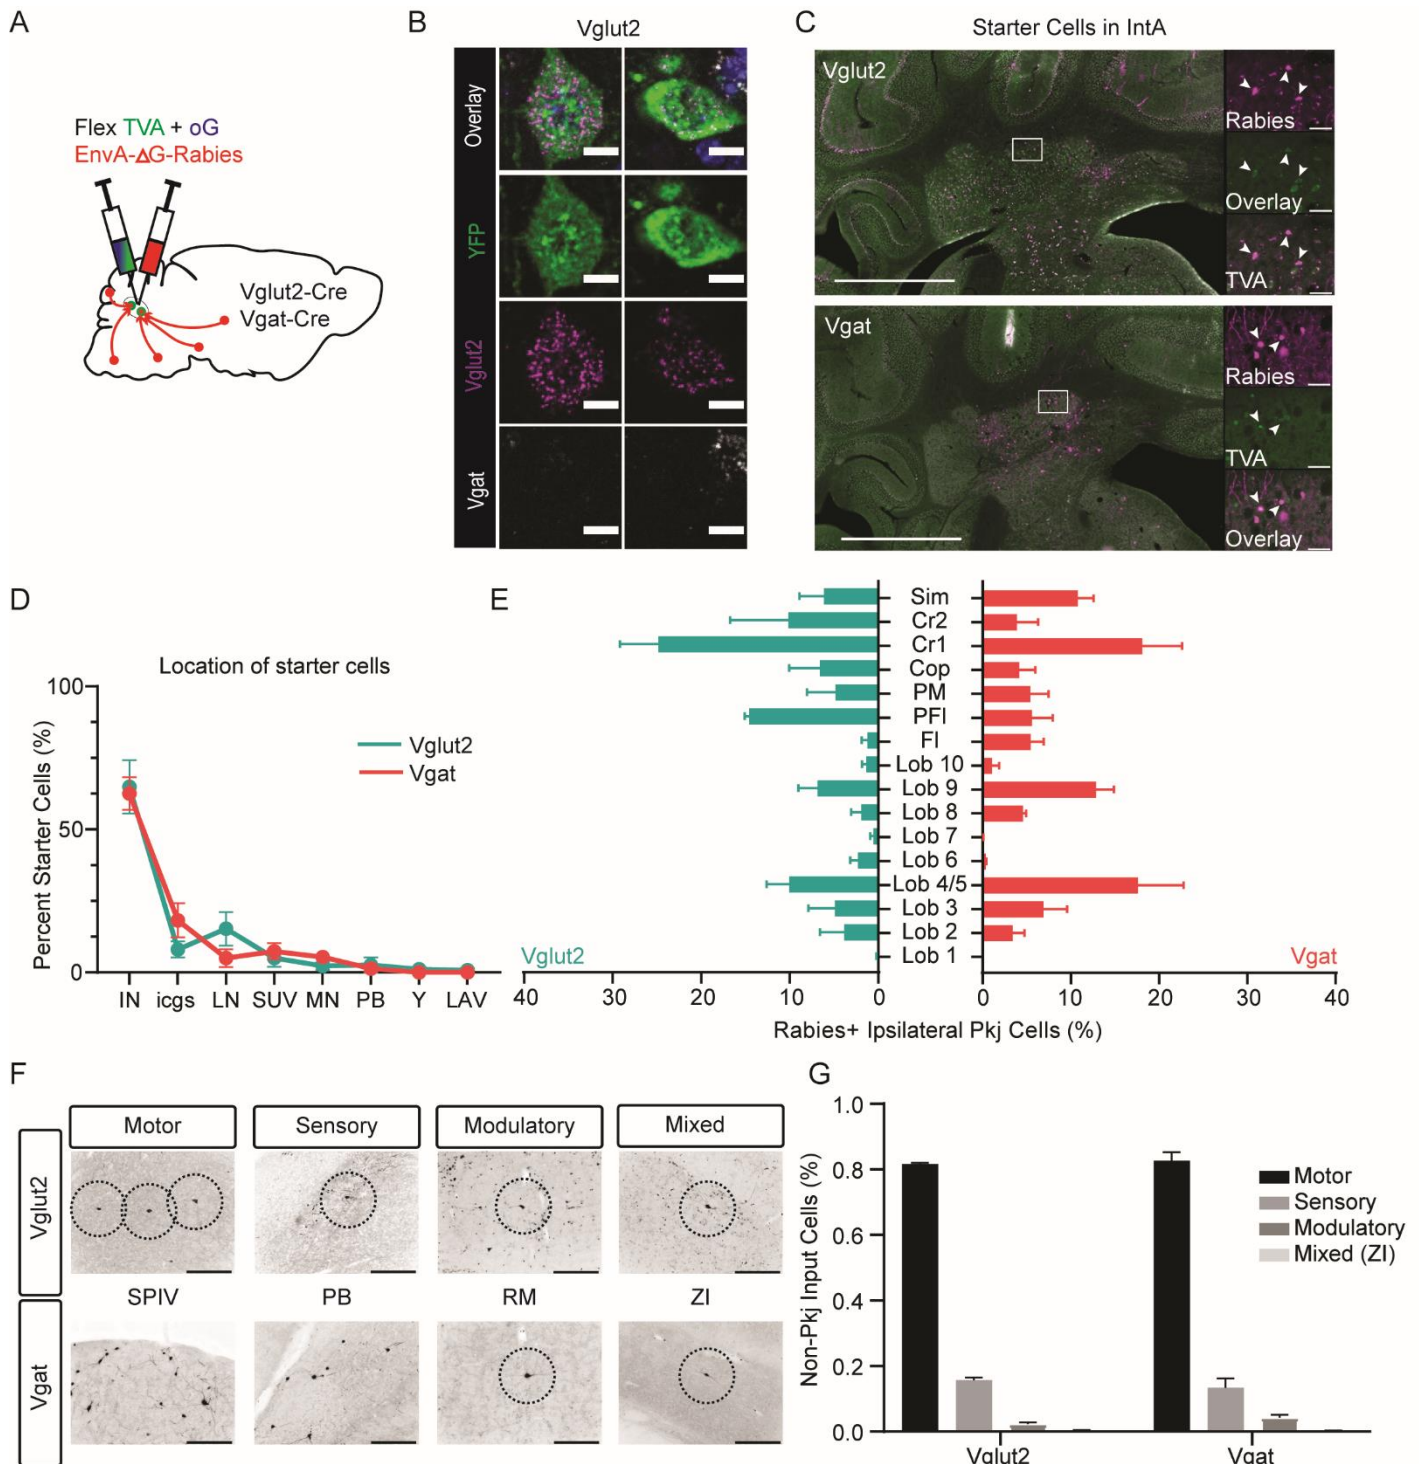 A
Flex TVA + oG
EnvA-ΔG-Rabies
Vglut2-Cre
Vgat-Cre
B
Vglut2
Overlay
YFP
Vglut2
Vgat
C
Starter Cells in IntA
Vglut2
Rabies
Overlay
TVA
Vgat
Rabies
TVA
Overlay
D
Location of starter cells
Percent Starter Cells (%)
100
50
0
Vglut2
Vgat
IN icgs LN SUV MN PB Y LAV
E
Sim
Cr2
Cr1
Cop
PM
PFl
Fl
Lob 10
Lob 9
Lob 8
Lob 7
Lob 6
Lob 4/5
Lob 3
Lob 2
Lob 1
Vglut2
Vgat
40 30 20 10 0 0 10 20 30 40
Rabies+ Ipsilateral Pkj Cells (%)
F
Motor Sensory Modulatory Mixed
Vglut2
SPIV PB RM ZI
Vgat
G
Non-Pkj Input Cells (%)
1.0
0.8
0.6
0.4
0.2
0.0
Motor
Sensory
Modulatory
Mixed (ZI)
Vglut2 Vgat